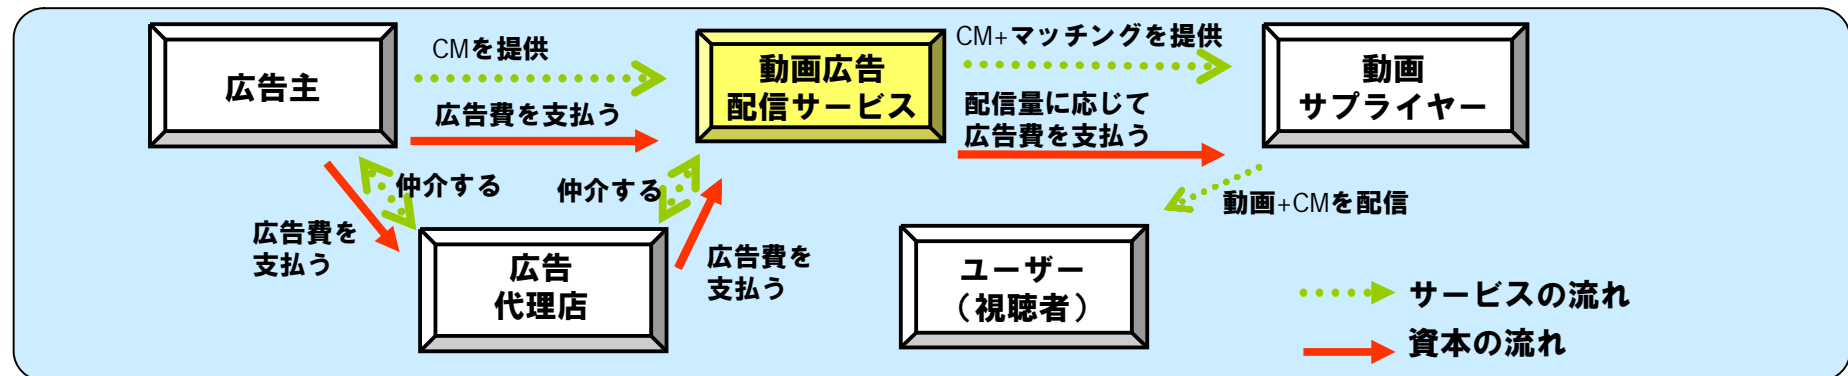 広告主
CMを提供
広告費を支払う
動画広告
配信サービス
CM+マッチングを提供
配信量に応じて
広告費を支払う
動画
サプライヤー
仲介する
仲介する
動画+CMを配信
広告費を
支払う
広告
代理店
広告費を
支払う
ユーザー
（視聴者）
サービスの流れ
資本の流れ